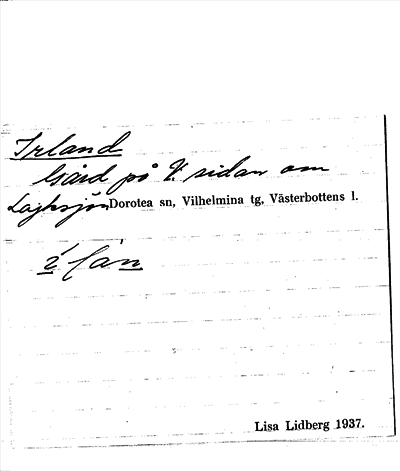 Irland
Gård på V. sidan om
Lajksjön Dorotea sn, Vilhelmina tg, Västerbottens l.
Lisa Lidberg 1937.